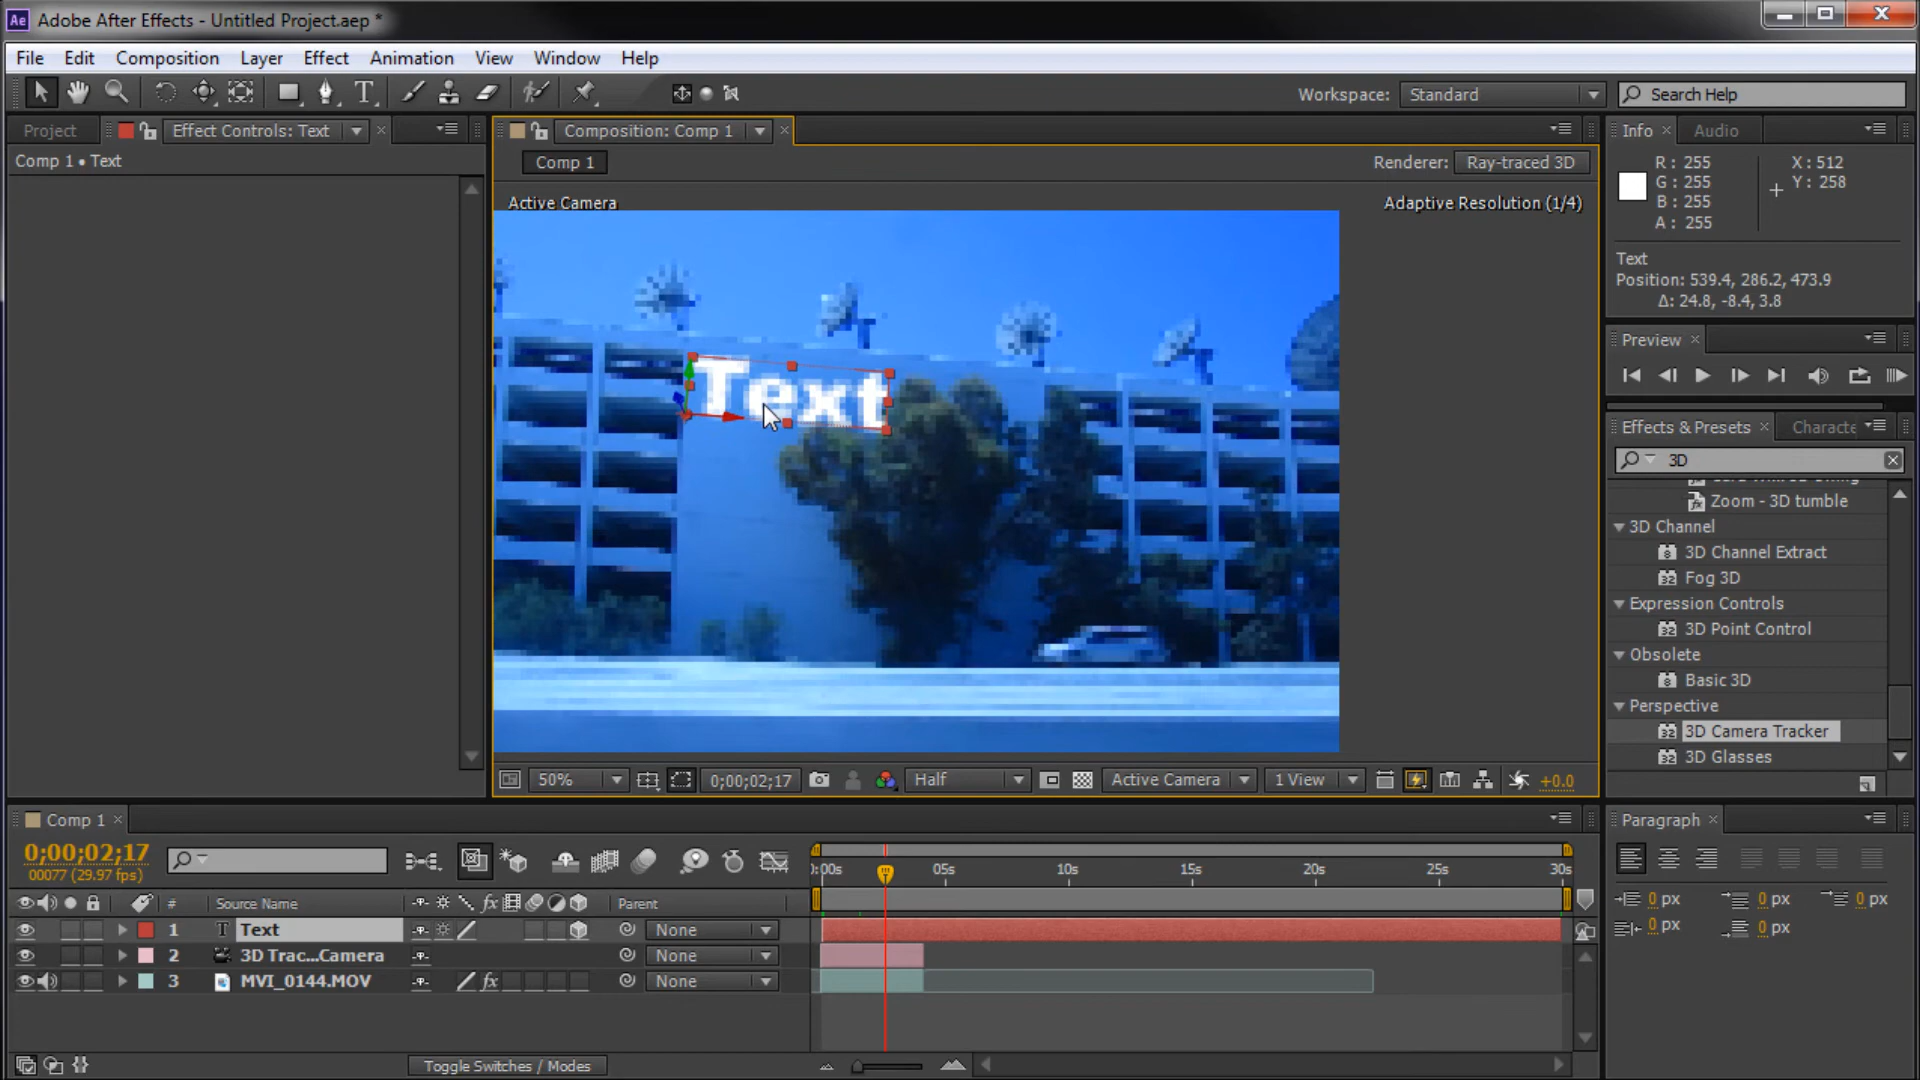 Ae Adobe After Effects - Untitled Project.aep *
File Edit Composition Layer Effect Animation View Window Help
Workspace: Standard Search Help
Project Effect Controls: Text Composition: Comp 1 Info Audio
Comp 1 • Text
Comp 1 Renderer: Ray-traced 3D
Active Camera Adaptive Resolution (1/4)
R: 255 X: 512
G: 255 Y: 258
B: 255
A: 255
Text
Position: 539.4, 286.2, 473.9
Δ: 24.8, -8.4, 3.8
Preview
Text
Effects & Presets Characte
3D
Zoom - 3D tumble
3D Channel
3D Channel Extract
Fog 3D
Expression Controls
3D Point Control
Obsolete
Basic 3D
Perspective
3D Camera Tracker
3D Glasses
50% 0;00;02;17 Half Active Camera 1 View +0.0
Comp 1 Paragraph
0;00;02;17
00077 (29.97 fps)
):00s 05s 10s 15s 20s 25s 30s
# Source Name fx Parent
1 T Text None
2 3D Trac...Camera None
3 MVI_0144.MOV fx None
0 px 0 px 0 px
0 px 0 px
Toggle Switches / Modes